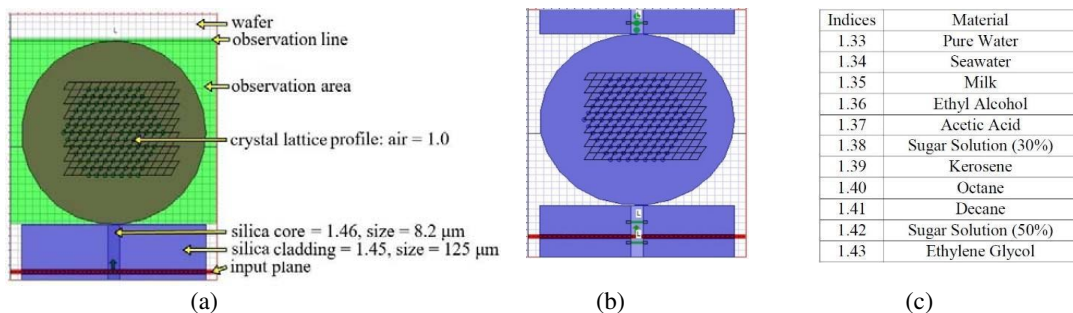 wafer
observation line
observation area
crystal lattice profile: air = 1.0
silica core = 1.46, size = 8.2 μm
silica cladding = 1.45, size = 125 μm
input plane
(a)
L
L
L
(b)
Indices Material
1.33 Pure Water
1.34 Seawater
1.35 Milk
1.36 Ethyl Alcohol
1.37 Acetic Acid
1.38 Sugar Solution (30%)
1.39 Kerosene
1.40 Octane
1.41 Decane
1.42 Sugar Solution (50%)
1.43 Ethylene Glycol
(c)